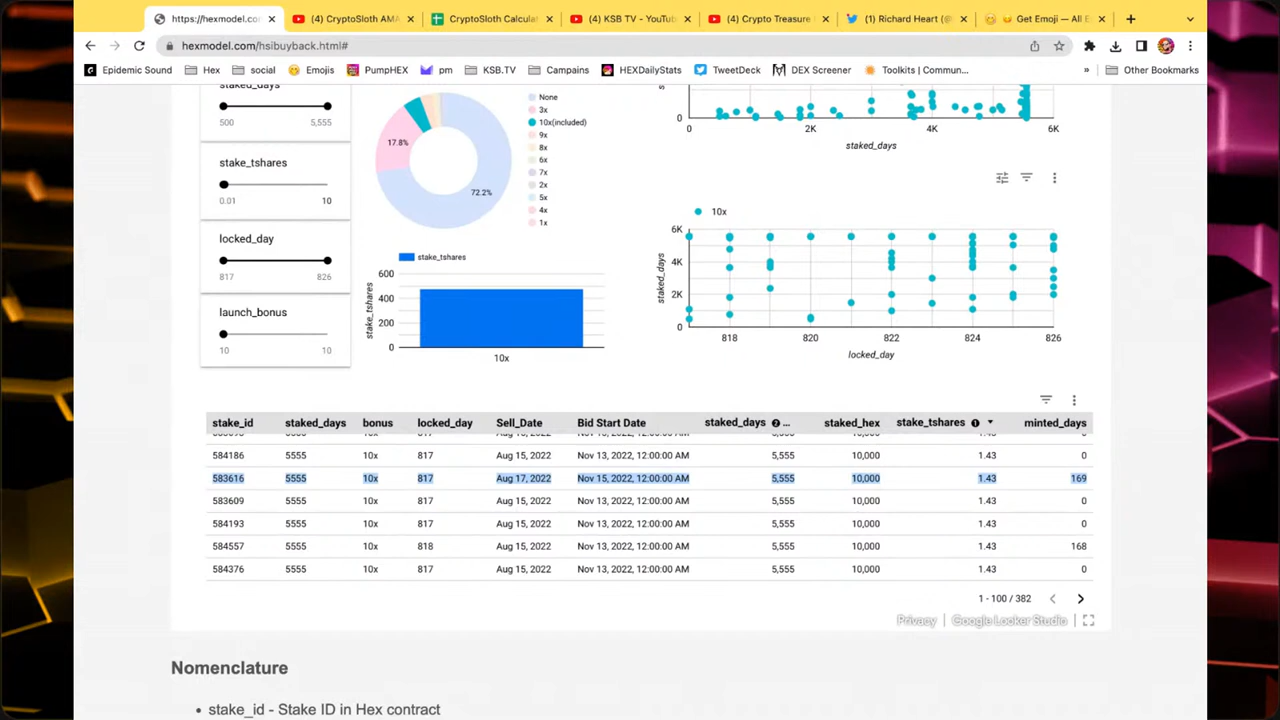 https://hexmodel.co
(4) CryptoSloth AMA
CryptoSloth Calcula
(4) KSB TV - YouTub
(4) Crypto Treasure
(1) Richard Heart (@
Get Emoji — All E
hexmodel.com/hsibuyback.html#
Epidemic Sound
Hex
social
Emojis
PumpHEX
pm
KSB.TV
Campains
HEXDailyStats
TweetDeck
DEX Screener
Toolkits | Commun...
»
Other Bookmarks
staked_days
500 5,555
stake_tshares
0.01 10
locked_day
817 826
launch_bonus
10 10
17.8%
72.2%
None
3x
10x(included)
9x
8x
6x
7x
2x
5x
4x
1x
stake_tshares
600
400
200
0
stake_tshares
10x
0
0 2K 4K 6K
staked_days
10x
6K
4K
2K
0
staked_days
818 820 822 824 826
locked_day
stake_id staked_days bonus locked_day Sell_Date Bid Start Date staked_days ... staked_hex stake_tshares minted_days
584186 5555 10x 817 Aug 15, 2022 Nov 13, 2022, 12:00:00 AM 5,555 10,000 1.43 0
583616 5555 10x 817 Aug 17, 2022 Nov 15, 2022, 12:00:00 AM 5,555 10,000 1.43 169
583609 5555 10x 817 Aug 15, 2022 Nov 13, 2022, 12:00:00 AM 5,555 10,000 1.43 0
584193 5555 10x 817 Aug 15, 2022 Nov 13, 2022, 12:00:00 AM 5,555 10,000 1.43 0
584557 5555 10x 818 Aug 15, 2022 Nov 13, 2022, 12:00:00 AM 5,555 10,000 1.43 168
584376 5555 10x 817 Aug 15, 2022 Nov 13, 2022, 12:00:00 AM 5,555 10,000 1.43 0
1 - 100 / 382
Privacy Google Looker Studio
Nomenclature
• stake_id - Stake ID in Hex contract